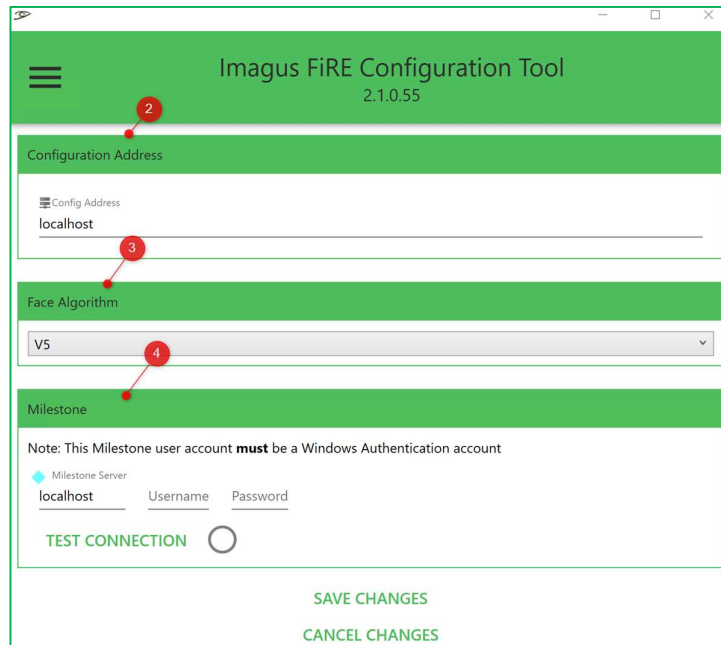 Imagus FiRE Configuration Tool
2.1.0.55
2
Configuration Address
Config Address
localhost
3
Face Algorithm
V5
4
Milestone
Note: This Milestone user account must be a Windows Authentication account
Milestone Server
localhost Username Password
TEST CONNECTION
SAVE CHANGES
CANCEL CHANGES